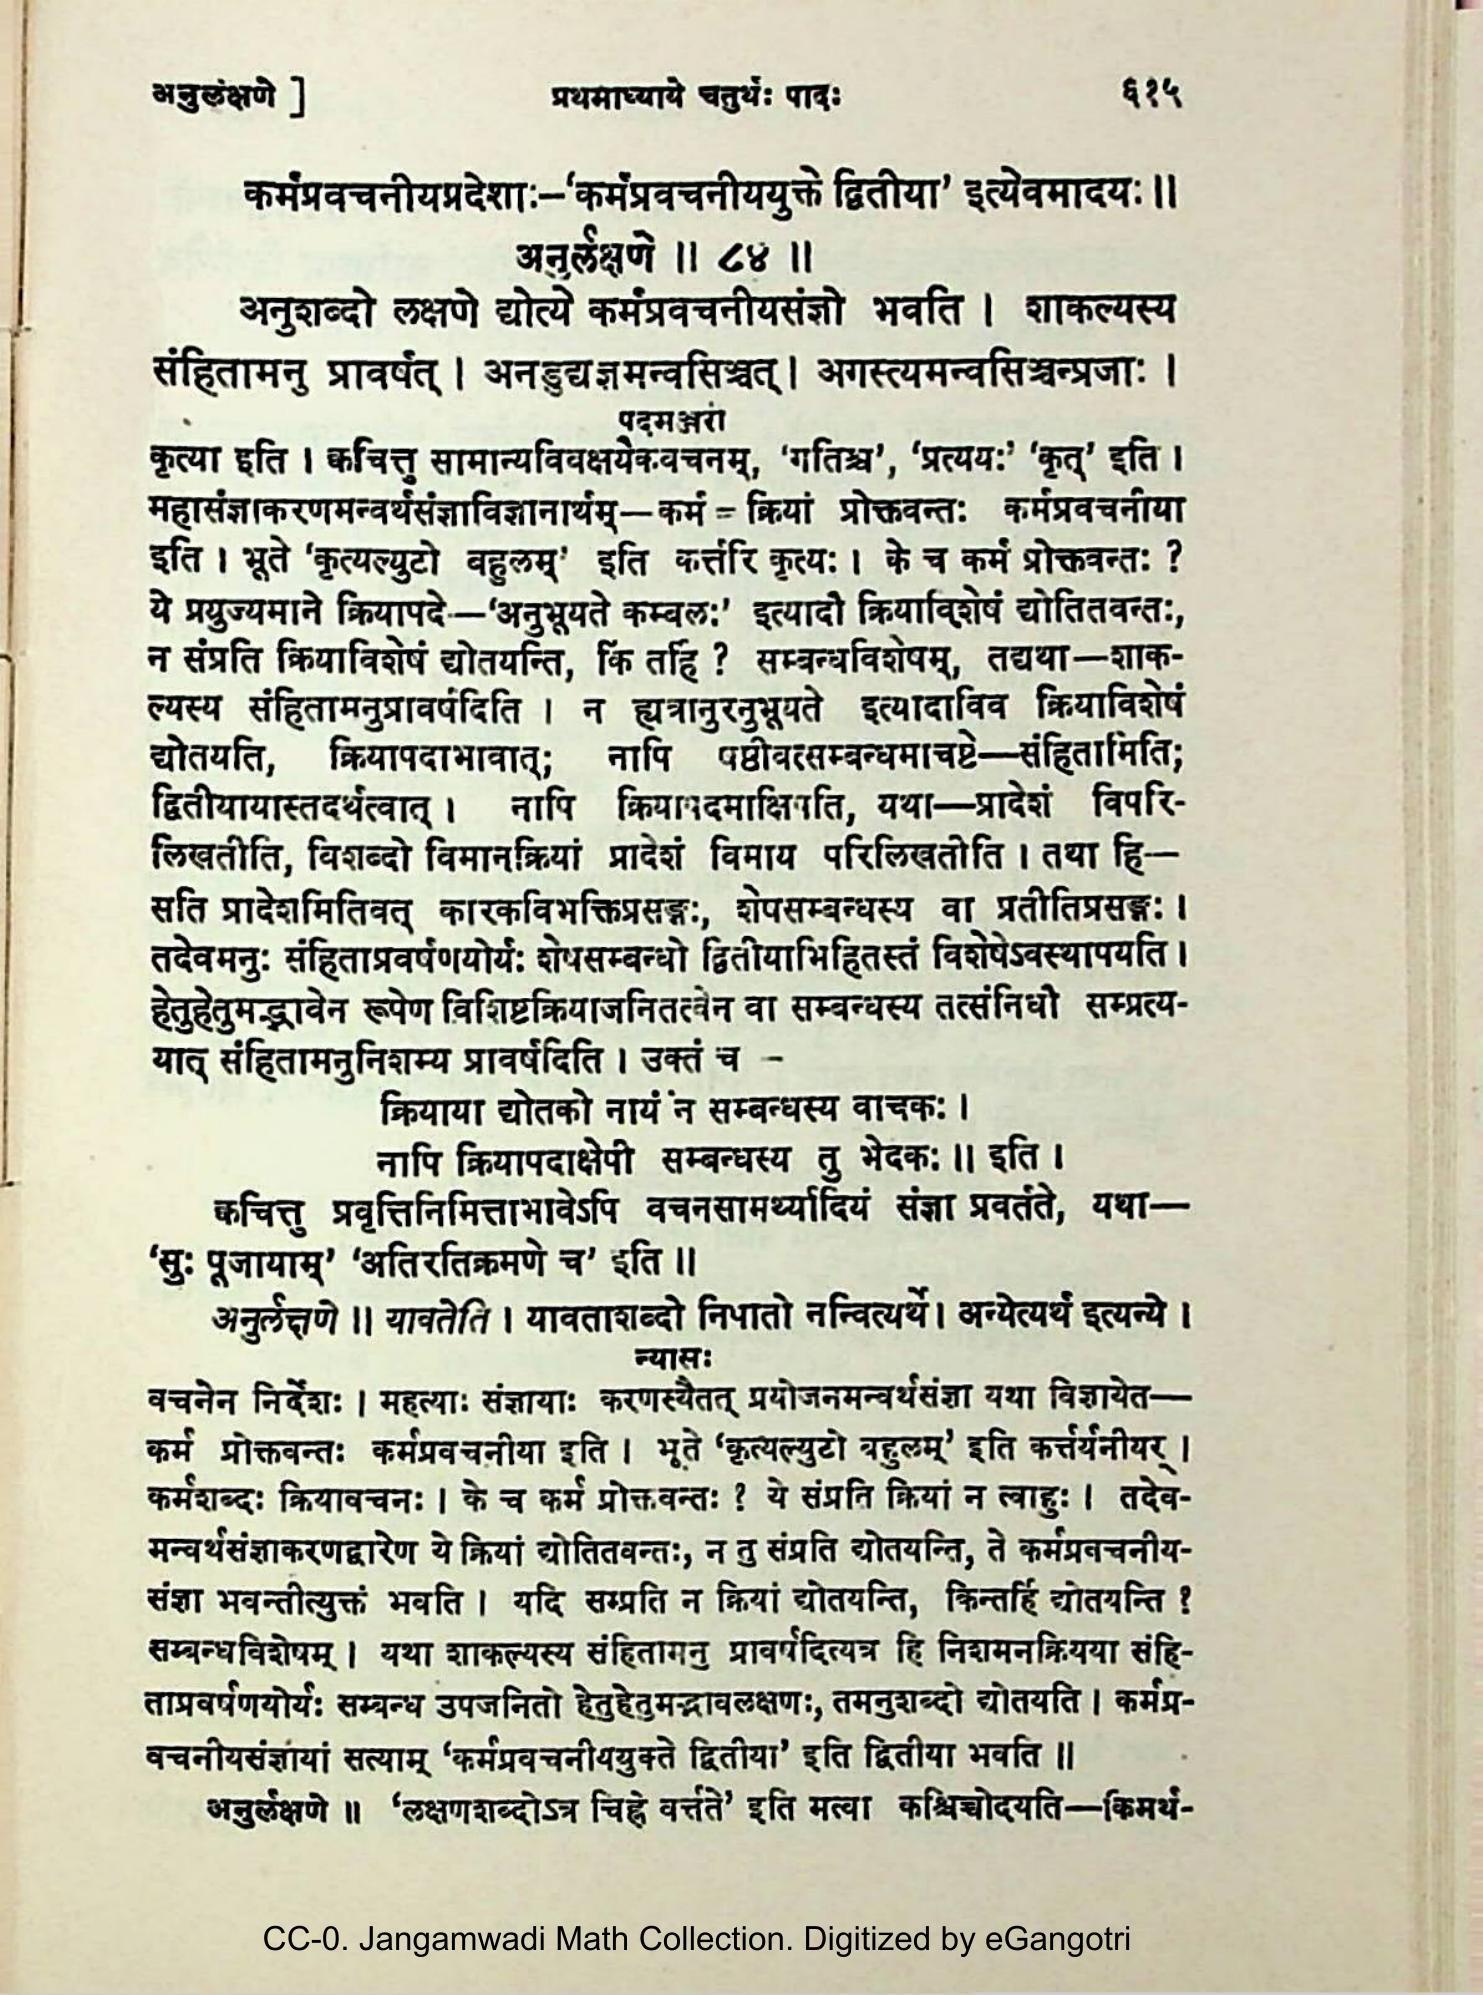 अनुर्लक्षणे ]
प्रथमाध्याये चतुर्थः पादः
६१५
कर्मप्रवचनीयप्रदेशाः–‘कर्मप्रवचनीययुक्ते द्वितीया’ इत्येवमादयः॥
अनुर्लक्षणे ॥ ८४ ॥
अनुशब्दो लक्षणे द्योत्ये कर्मप्रवचनीयसंज्ञो भवति । शाकल्यस्य
संहितामनु प्रावर्षत् । अनडुद्यज्ञमन्वसिञ्चत् । अगस्त्यमन्वसिञ्चन्प्रजाः ।
पदमञ्जरी
कृत्या इति । क्वचित्तु सामान्यविवक्षयैकवचनम्, ‘गतिश्च’, ‘प्रत्ययः’ ‘कृत्’ इति ।
महासंज्ञाकरणमन्वर्थसंज्ञाविज्ञानार्थम्—कर्म = क्रियां प्रोक्तवन्तः कर्मप्रवचनीया
इति । भूते ‘कृत्यल्युटो बहुलम्’ इति कर्त्तरि कृत्यः । के च कर्म प्रोक्तवन्तः ?
ये प्रयुज्यमाने क्रियापदे—‘अनुभूयते कम्बलः’ इत्यादौ क्रियाविशेषं द्योतितवन्तः,
न संप्रति क्रियाविशेषं द्योतयन्ति, किं तर्हि ? सम्बन्धविशेषम्, तद्यथा—शाक-
ल्यस्य संहितामनुप्रावर्षदिति । न ह्यत्रानुरनुभूयते इत्यादाविव क्रियाविशेषं
द्योतयति, क्रियापदाभावात्; नापि षष्ठीवत्सम्बन्धमाचष्टे—संहितामिति;
द्वितीयायास्तदर्थत्वात् । नापि क्रियापदमाक्षिपति, यथा—प्रादेशं विपरि-
लिखतीति, विशब्दो विमानक्रियां प्रादेशं विमाय परिलिखतीति । तथा हि—
सति प्रादेशमितिवत् कारकविभक्तिप्रसङ्गः, शेषसम्बन्धस्य वा प्रतीतिप्रसङ्गः ।
तदेवमनुः संहिताप्रवर्षणयोर्यः शेषसम्बन्धो द्वितीयाभिहितस्तं विशेषेऽवस्थापयति ।
हेतुहेतुमद्भावेन रूपेण विशिष्टक्रियाजनितत्वेन वा सम्बन्धस्य तत्संनिधौ सम्प्रत्य-
यात् संहितामनुनिशम्य प्रावर्षदिति । उक्तं च –
क्रियाया द्योतको नायं न सम्बन्धस्य वाचकः ।
नापि क्रियापदाक्षेपी सम्बन्धस्य तु भेदकः ॥ इति ।
क्वचित्तु प्रवृत्तिनिमित्ताभावेऽपि वचनसामर्थ्यादियं संज्ञा प्रवर्तते, यथा—
‘सुः पूजायाम्’ ‘अतिरतिक्रमणे च’ इति ॥
अनुर्लक्षणे ॥ यावतेति । यावताशब्दो निपातो नन्वित्यर्थे । अन्येत्यर्थ इत्यन्ये ।
न्यासः
वचनेन निर्देशः । महत्याः संज्ञायाः करणस्यैतत् प्रयोजनमन्वर्थसंज्ञा यथा विज्ञायेत—
कर्म प्रोक्तवन्तः कर्मप्रवचनीया इति । भूते ‘कृत्यल्युटो बहुलम्’ इति कर्त्तर्यनीयर् ।
कर्मशब्दः क्रियावचनः । के च कर्म प्रोक्तवन्तः ? ये संप्रति क्रियां न त्वाहुः । तदेव-
मन्वर्थसंज्ञाकरणद्वारेण ये क्रियां द्योतितवन्तः, न तु संप्रति द्योतयन्ति, ते कर्मप्रवचनीय-
संज्ञा भवन्तीत्युक्तं भवति । यदि सम्प्रति न क्रियां द्योतयन्ति, किन्तर्हि द्योतयन्ति ?
सम्बन्धविशेषम् । यथा शाकल्यस्य संहितामनु प्रावर्षदित्यत्र हि निशमनक्रियया संहि-
ताप्रवर्षणयोर्यः सम्बन्ध उपजनितो हेतुहेतुमद्भावलक्षणः, तमनुशब्दो द्योतयति । कर्मप्र-
वचनीयसंज्ञायां सत्याम् ‘कर्मप्रवचनीययुक्ते द्वितीया’ इति द्वितीया भवति ॥
अनुर्लक्षणे ॥ ‘लक्षणशब्दोऽत्र चिह्ने वर्त्तते’ इति मत्वा कश्चिच्चोदयति—किमर्थ-
CC-0. Jangamwadi Math Collection. Digitized by eGangotri